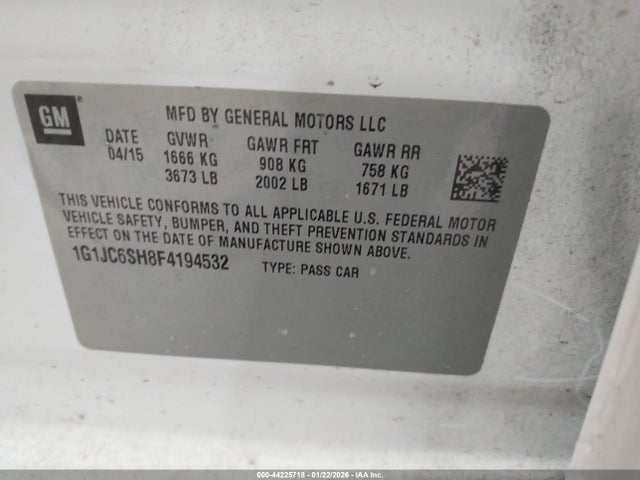 GM ®
MFD BY GENERAL MOTORS LLC
DATE GVWR GAWR FRT GAWR RR
04/15 1666 KG 908 KG 758 KG
3673 LB 2002 LB 1671 LB
THIS VEHICLE CONFORMS TO ALL APPLICABLE U.S. FEDERAL MOTOR
VEHICLE SAFETY, BUMPER, AND THEFT PREVENTION STANDARDS IN
EFFECT ON THE DATE OF MANUFACTURE SHOWN ABOVE.
1G1JC6SH8F4194532 TYPE: PASS CAR
000-44225718 - 01/22/2026 - IAA Inc.